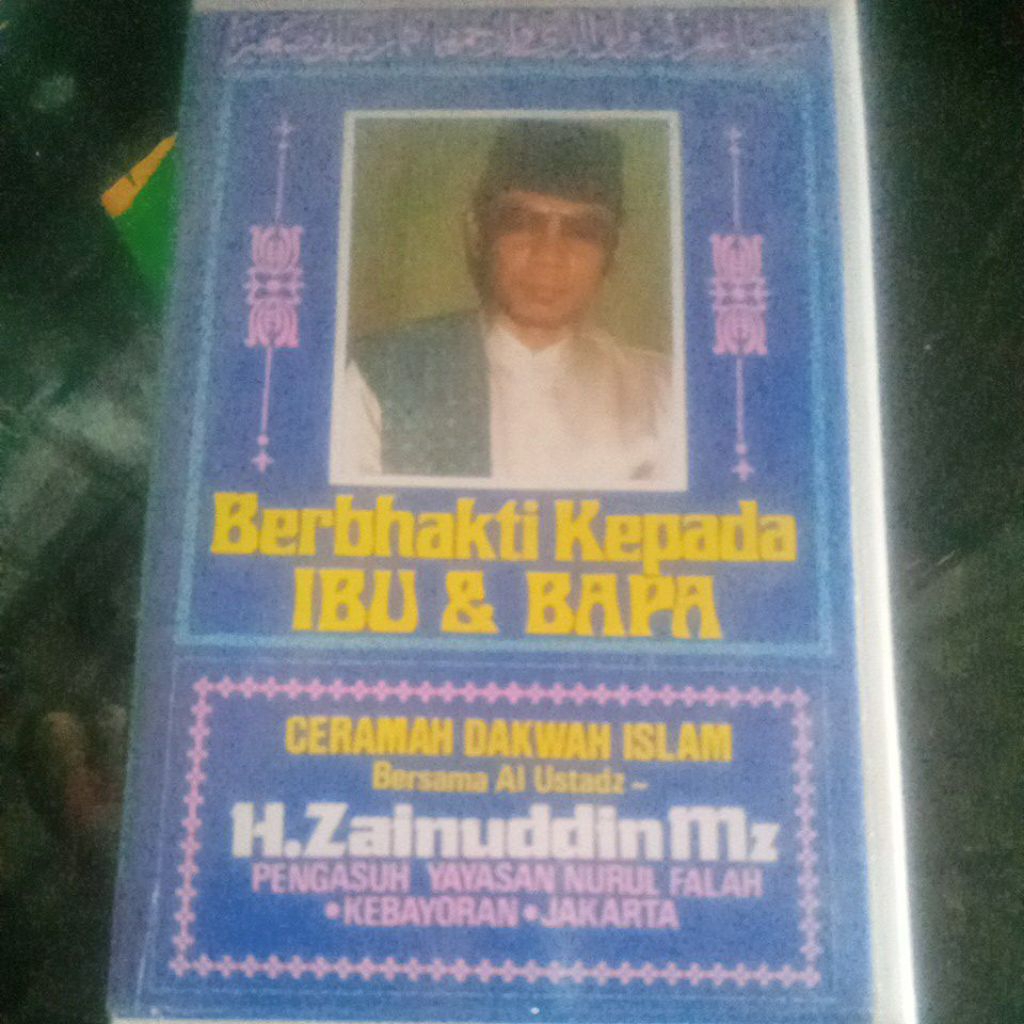 Berbhakti Kepada
IBU & BAPA
CERAMAH DAKWAH ISLAM
Bersama Al Ustadz -
H.Zainuddin Mz
PENGASUH YAYASAN NURUL FALAH
• KEBAYORAN • JAKARTA